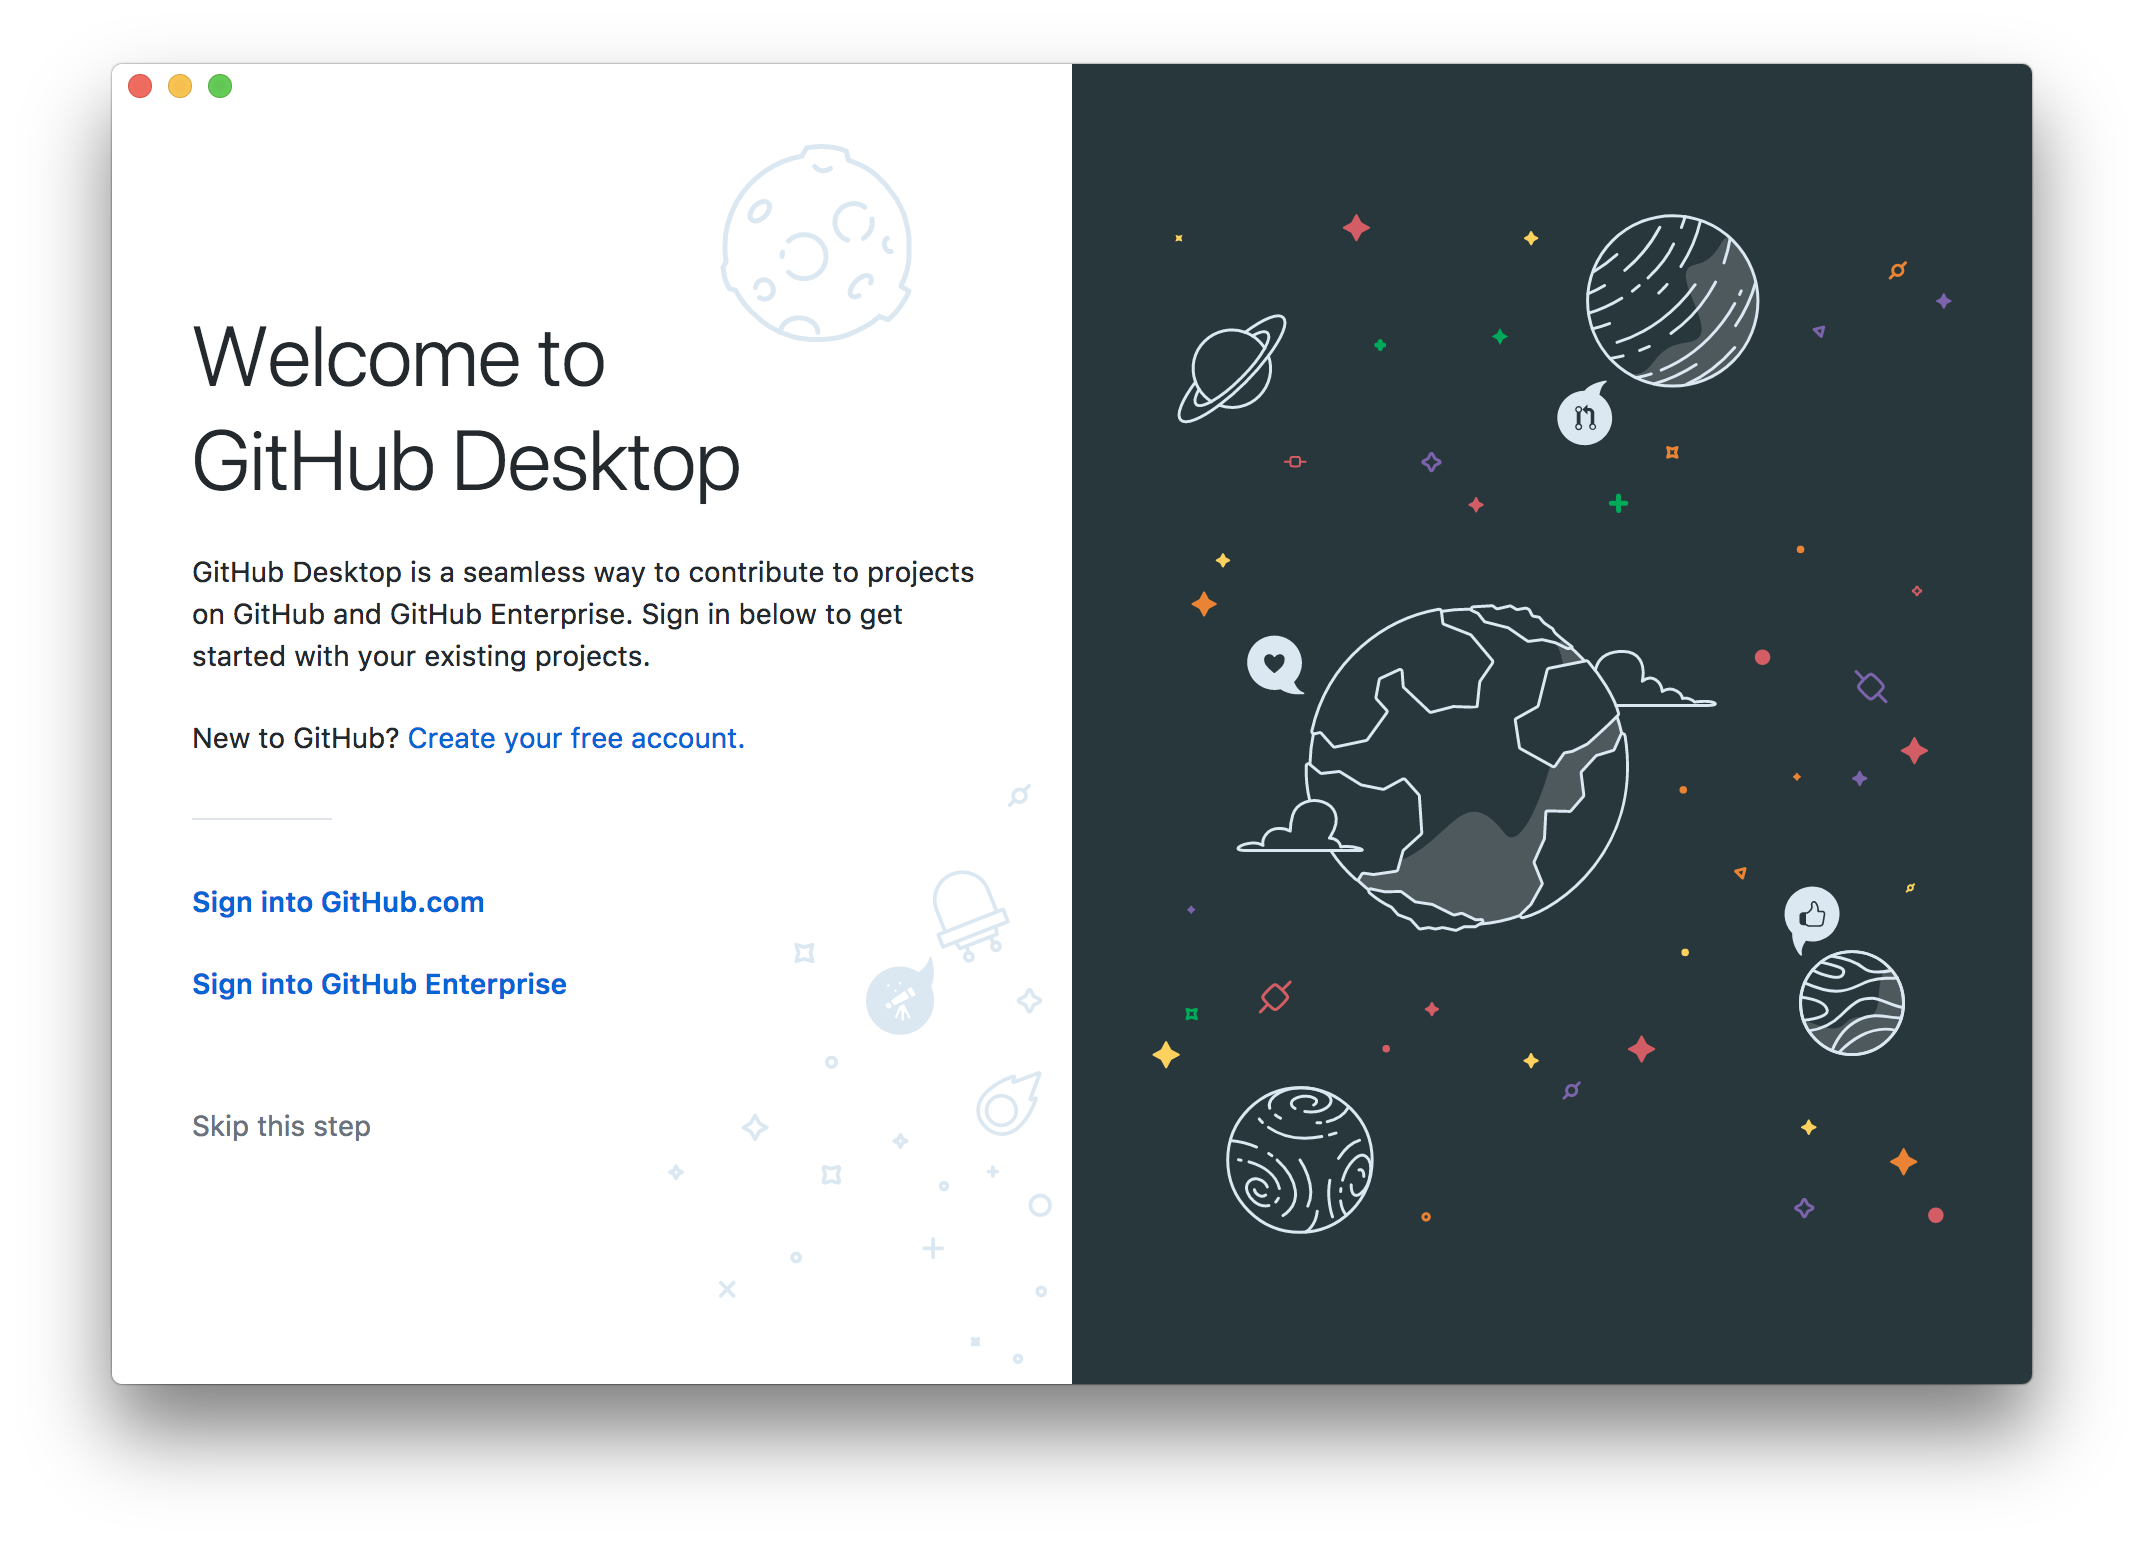 Welcome to
GitHub Desktop
GitHub Desktop is a seamless way to contribute to projects
on GitHub and GitHub Enterprise. Sign in below to get
started with your existing projects.
New to GitHub? Create your free account.
Sign into GitHub.com
Sign into GitHub Enterprise
Skip this step